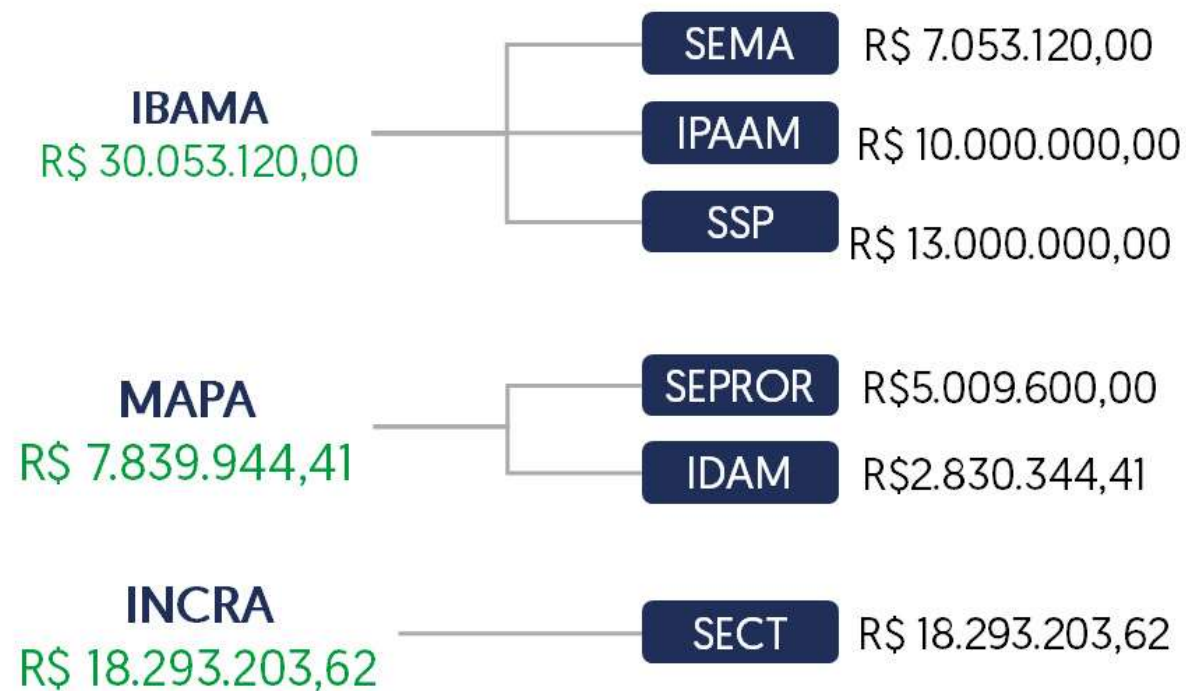 IBAMA
R$ 30.053.120,00
SEMA R$ 7.053.120,00
IPAAM R$ 10.000.000,00
SSP R$ 13.000.000,00
MAPA
R$ 7.839.944,41
SEPROR R$5.009.600,00
IDAM R$2.830.344,41
INCRA
R$ 18.293.203,62
SECT R$ 18.293.203,62